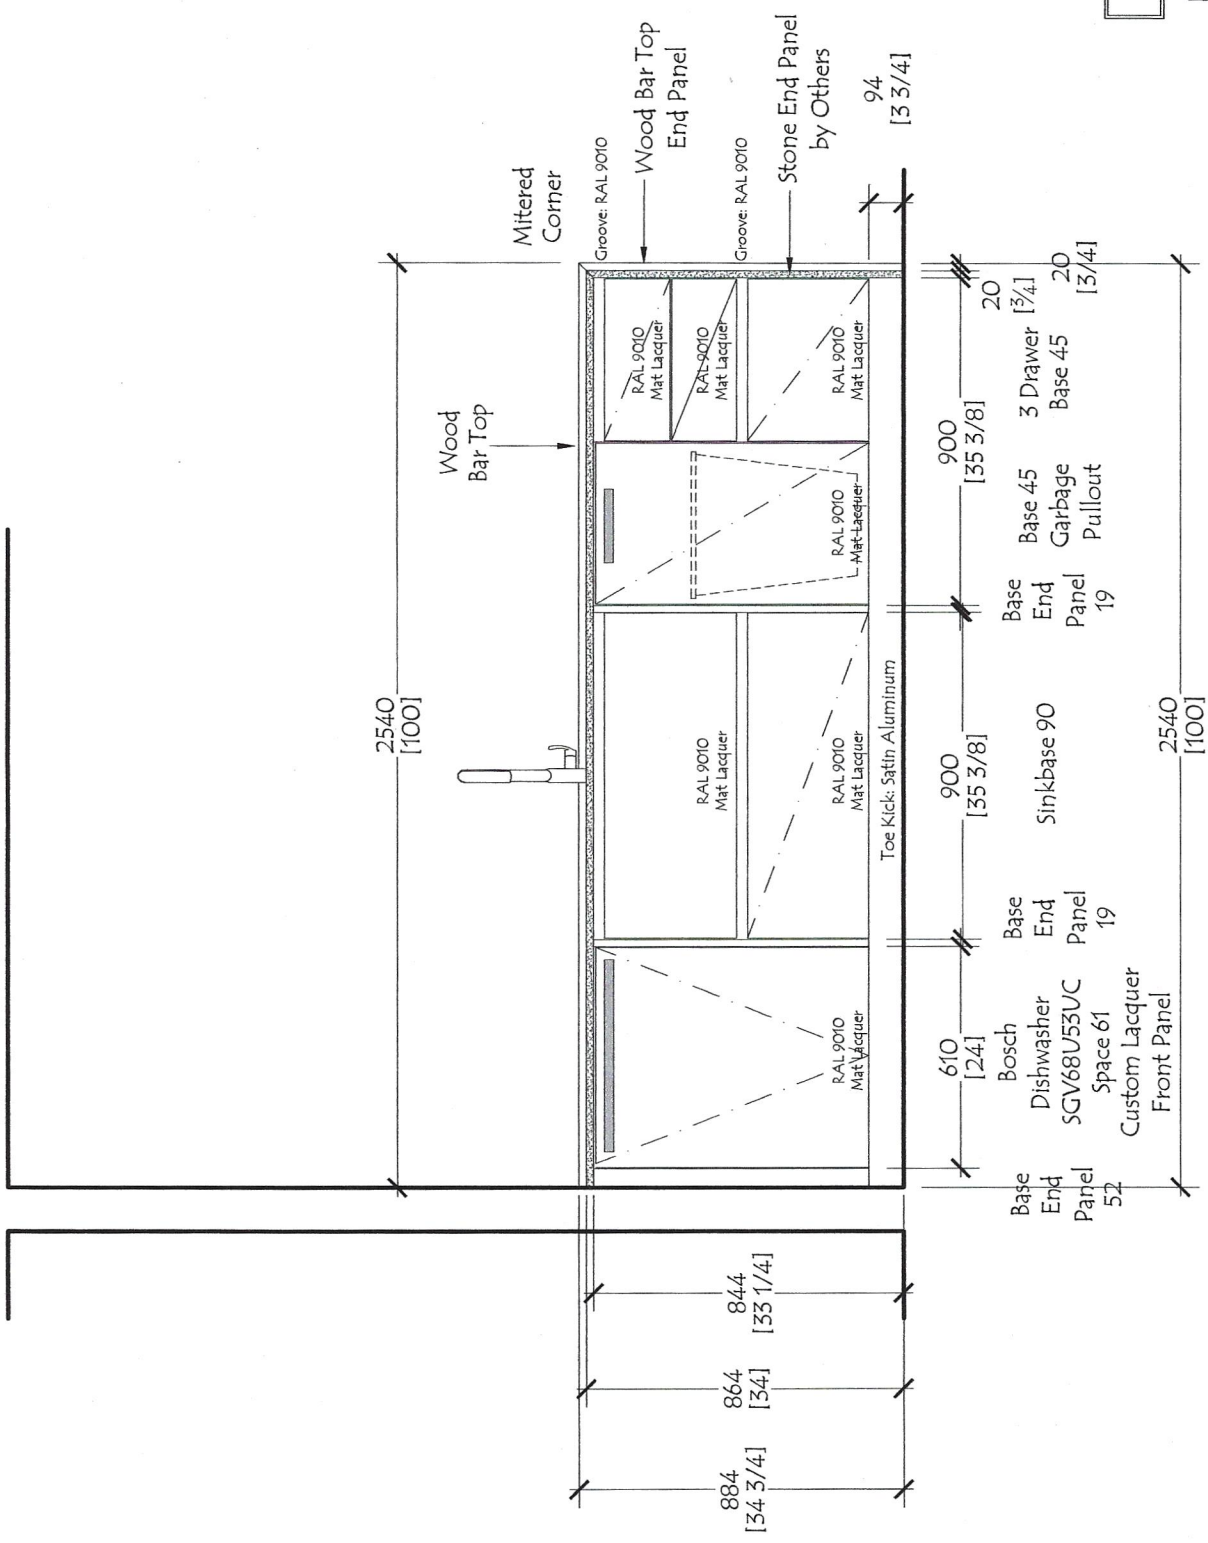 2540
[100]
Wood
Bar Top
Mitered
Corner
Groove: RAL 9010
Wood Bar Top
End Panel
Groove: RAL 9010
Stone End Panel
by Others
94
[3 3/4]
884
[34 3/4]
864
[34]
844
[33 1/4]
RAL 9010
Mat Lacquer
RAL 9010
Mat Lacquer
RAL 9010
Mat Lacquer
RAL 9010
Mat Lacquer
RAL 9010
Mat Lacquer
RAL 9010
Mat Lacquer
RAL 9010
Mat Lacquer
Toe Kick: Satin Aluminum
610
[24]
900
[35 3/8]
900
[35 3/8]
20
[3/4]
20
[3/4]
Base
End
Panel
52
Bosch
Dishwasher
SGV68U53UC
Space 61
Custom Lacquer
Front Panel
Base
End
Panel
19
Sinkbase 90
Base
End
Panel
19
Base 45
Garbage
Pullout
3 Drawer
Base 45
2540
[100]